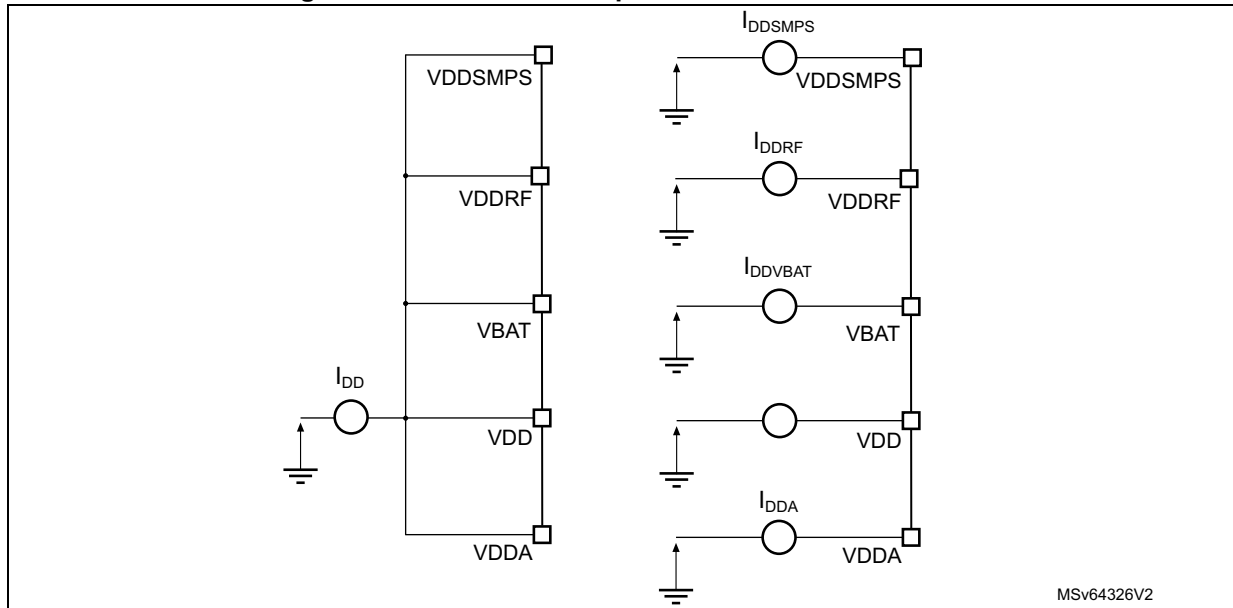 VDDSMPS
VDDRF
VBAT
IDD
VDD
VDDA
IDDSMPS
VDDSMPS
IDDRF
VDDRF
IDDVBAT
VBAT
VDD
IDDA
VDDA
MSv64326V2